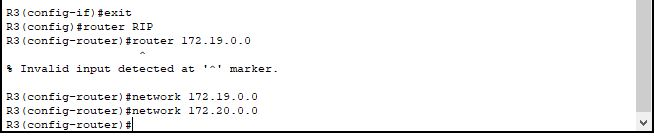 R3(config-if)#exit
R3(config)#router RIP
R3(config-router)#router 172.19.0.0
^
% Invalid input detected at '^' marker.
R3(config-router)#network 172.19.0.0
R3(config-router)#network 172.20.0.0
R3(config-router)#